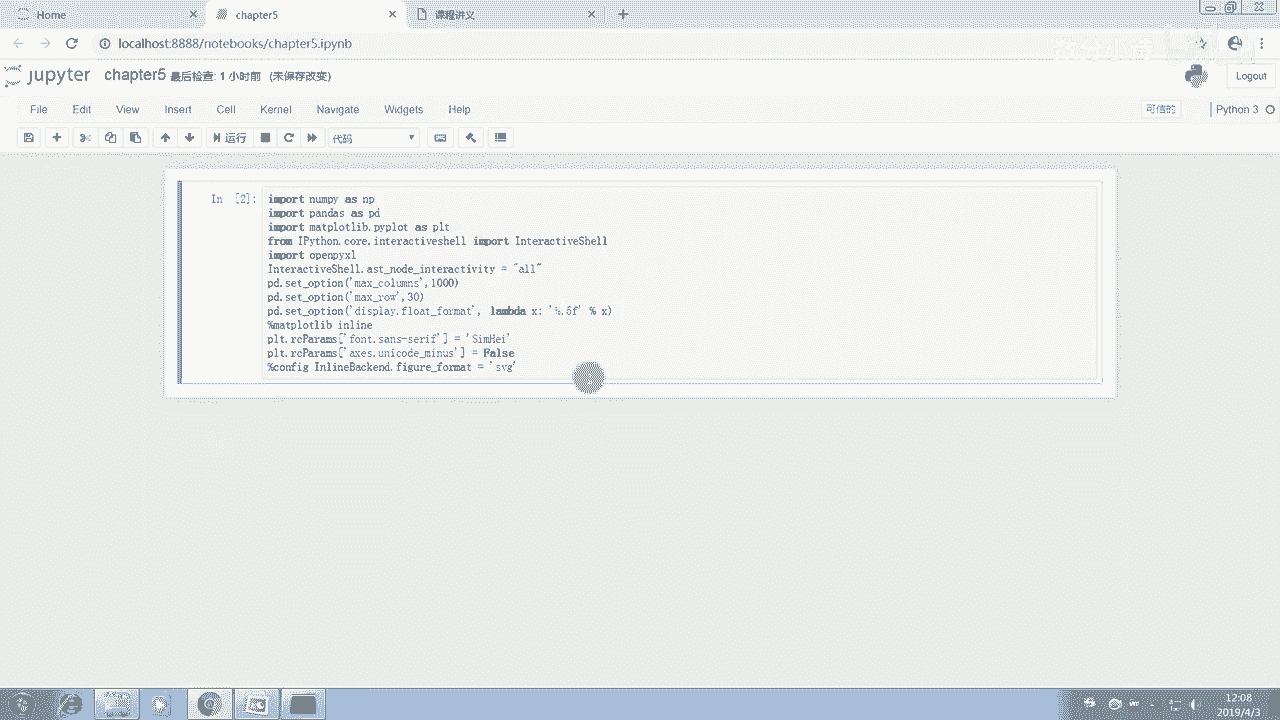 Home
chapter5
课程讲义
localhost:8888/notebooks/chapter5.ipynb
jupyter chapter5 最后检查: 1 小时前 (未保存改变)
Logout
File Edit View Insert Cell Kernel Navigate Widgets Help
可信的 Python 3
运行 代码
In [2]:
import numpy as np
import pandas as pd
import matplotlib.pyplot as plt
from IPython.core.interactiveshell import InteractiveShell
import openpyxl
InteractiveShell.ast_node_interactivity = "all"
pd.set_option('max_columns',1000)
pd.set_option('max_row',30)
pd.set_option('display.float_format', lambda x: '%.5f' % x)
%matplotlib inline
plt.rcParams['font.sans-serif'] = 'SimHei'
plt.rcParams['axes.unicode_minus'] = False
%config InlineBackend.figure_format = 'svg'
12:08
2019/4/3